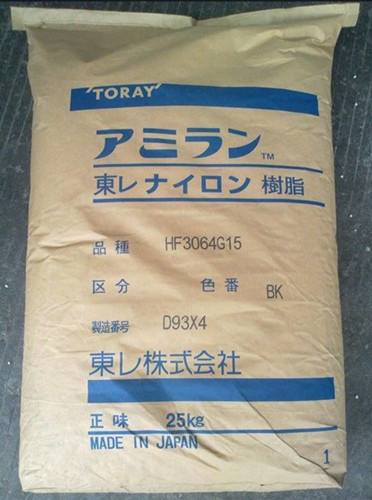 'TORAY'
アミラン™
東レ ナイロン 樹脂
品種 HF3064G15
区分 色番 BK
製造番号 D93X4
東レ株式会社
正味 25kg
MADE IN JAPAN
1